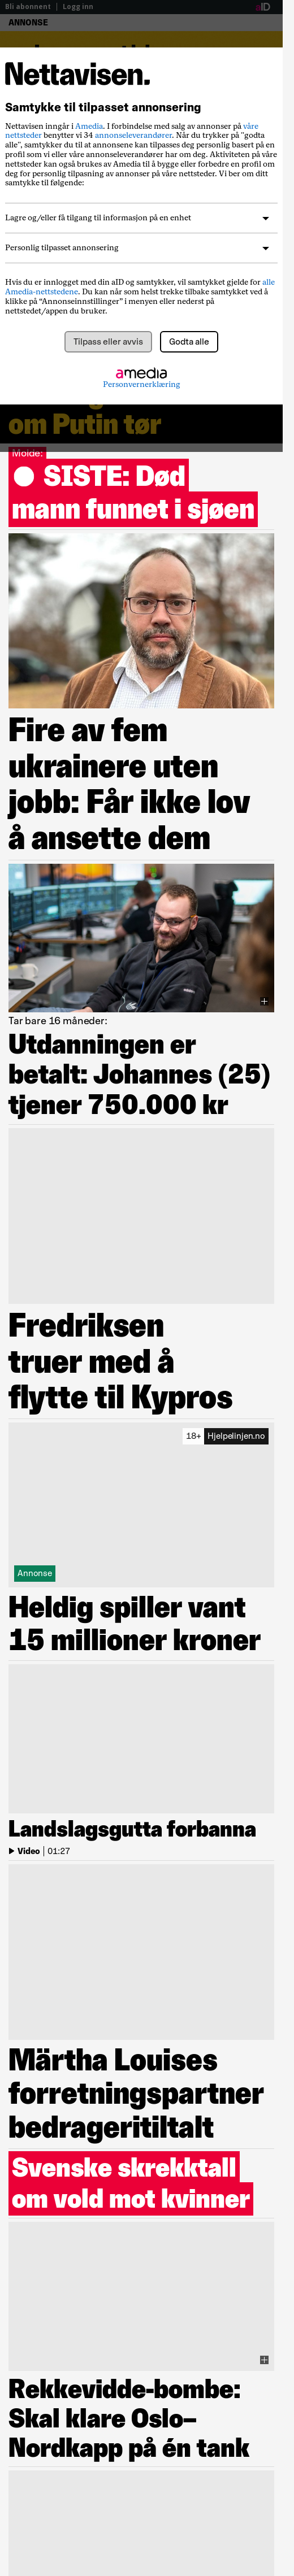 Bli abonnent | Logg inn
aID
ANNONSE
Nettavisen.
Samtykke til tilpasset annonsering
Nettavisen inngår i Amedia. I forbindelse med salg av annonser på våre
nettsteder benytter vi 34 annonseleverandører. Når du trykker på "godta
alle", samtykker du til at annonsene kan tilpasses deg personlig basert på en
profil som vi eller våre annonseleverandører har om deg. Aktiviteten på våre
nettsteder kan også brukes av Amedia til å bygge eller forbedre en profil om
deg for personlig tilpasning av annonser på våre nettsteder. Vi ber om ditt
samtykke til følgende:
Lagre og/eller få tilgang til informasjon på en enhet
Personlig tilpasset annonsering
Hvis du er innlogget med din aID og samtykker, vil samtykket gjelde for alle
Amedia-nettstedene. Du kan når som helst trekke tilbake samtykket ved å
klikke på “Annonseinnstillinger” i menyen eller nederst på
nettstedet/appen du bruker.
Tilpass eller avvis
Godta alle
amedia
Personvernerklæring
om Putin tør
Molde:
SISTE: Død
mann funnet i sjøen
Fire av fem
ukrainere uten
jobb: Får ikke lov
å ansette dem
Tar bare 16 måneder:
Utdanningen er
betalt: Johannes (25)
tjener 750.000 kr
Fredriksen
truer med å
flytte til Kypros
18+ Hjelpelinjen.no
Annonse
Heldig spiller vant
15 millioner kroner
Landslagsgutta forbanna
Video | 01:27
Märtha Louises
forretningspartner
bedrageritiltalt
Svenske skrekktall
om vold mot kvinner
Rekkevidde-bombe:
Skal klare Oslo–
Nordkapp på én tank